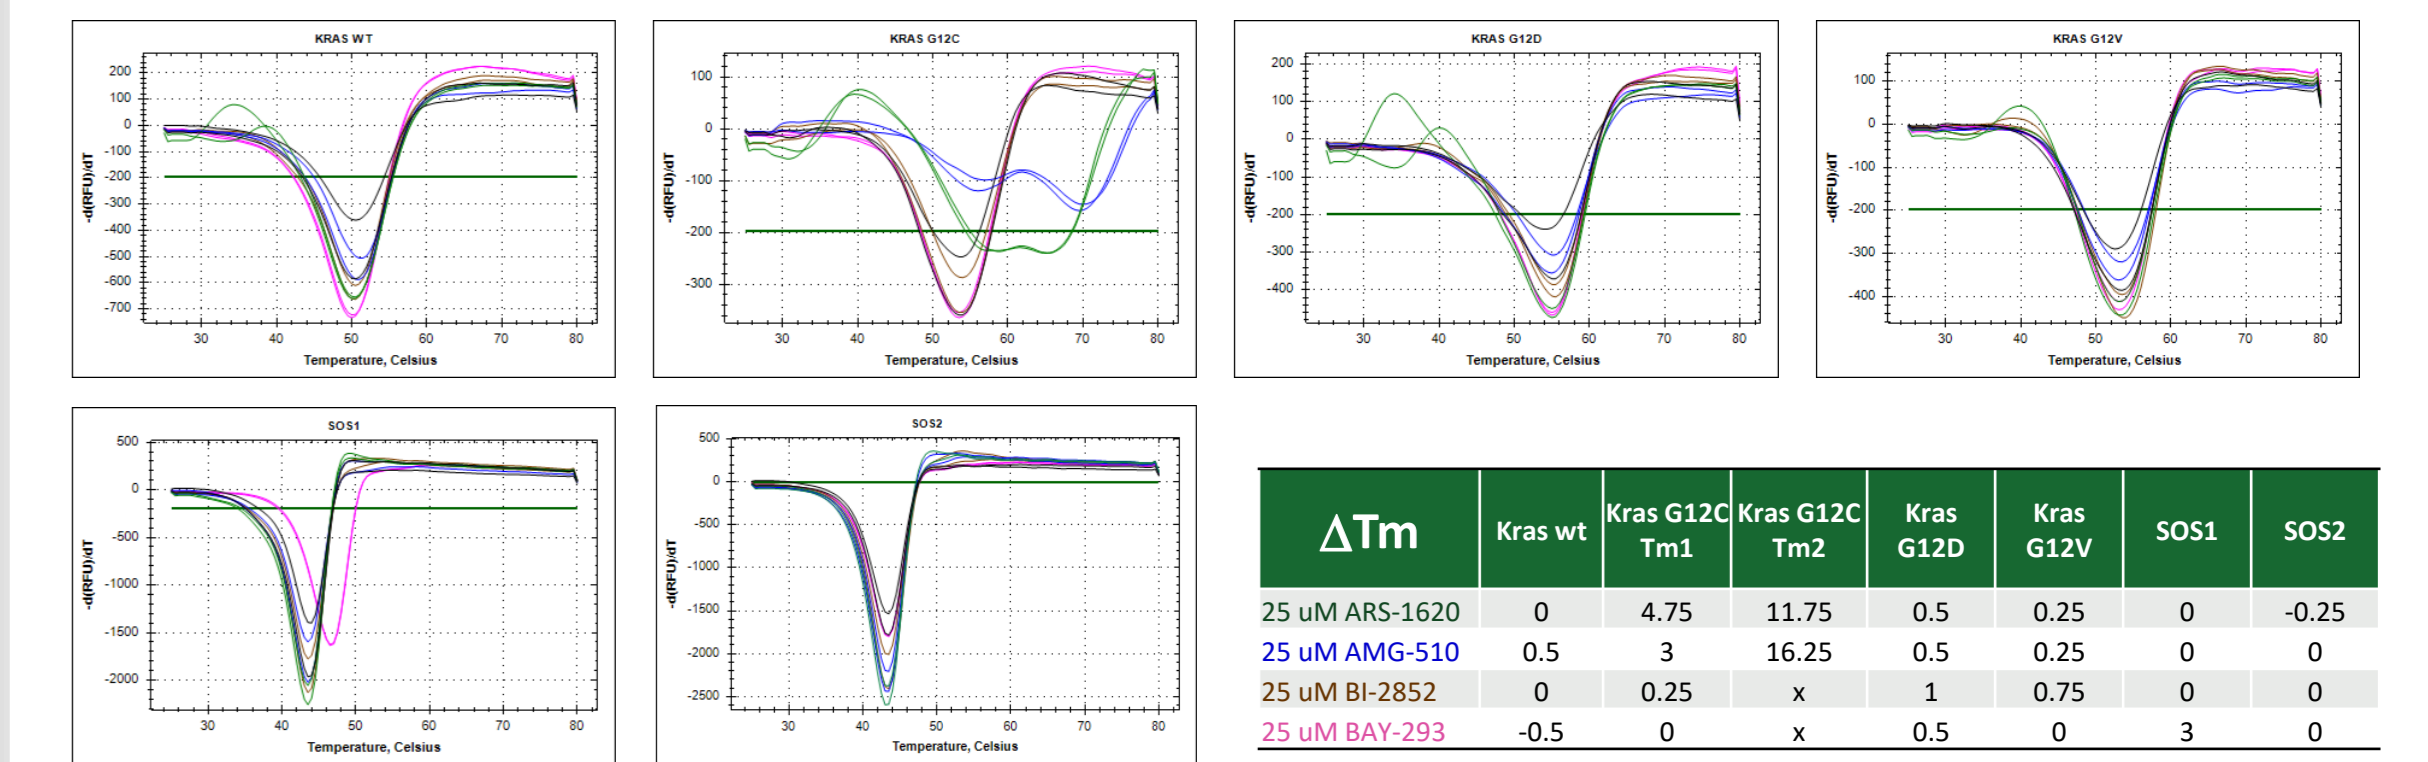 KRAS WT
-d(RFU)/dT
200
100
0
-100
-200
-300
-400
-500
-600
-700
30 40 50 60 70 80
Temperature, Celsius
KRAS G12C
-d(RFU)/dT
100
0
-100
-200
-300
30 40 50 60 70 80
Temperature, Celsius
KRAS G12D
-d(RFU)/dT
200
100
0
-100
-200
-300
-400
30 40 50 60 70 80
Temperature, Celsius
KRAS G12V
-d(RFU)/dT
100
0
-100
-200
-300
-400
30 40 50 60 70 80
Temperature, Celsius
SOS1
-d(RFU)/dT
500
0
-500
-1000
-1500
-2000
30 40 50 60 70 80
Temperature, Celsius
SOS2
-d(RFU)/dT
500
0
-500
-1000
-1500
-2000
-2500
30 40 50 60 70 80
Temperature, Celsius
ΔTm Kras wt Kras G12C Tm1 Kras G12C Tm2 Kras G12D Kras G12V SOS1 SOS2
25 uM ARS-1620 0 4.75 11.75 0.5 0.25 0 -0.25
25 uM AMG-510 0.5 3 16.25 0.5 0.25 0 0
25 uM BI-2852 0 0.25 x 1 0.75 0 0
25 uM BAY-293 -0.5 0 x 0.5 0 3 0